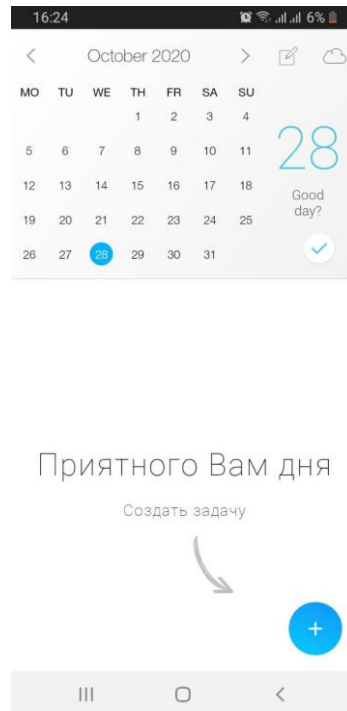 16:24 6%
October 2020
MO TU WE TH FR SA SU
1 2 3 4
5 6 7 8 9 10 11
12 13 14 15 16 17 18
19 20 21 22 23 24 25
26 27 28 29 30 31
28
Good
day?
Приятного Вам дня
Создать задачу